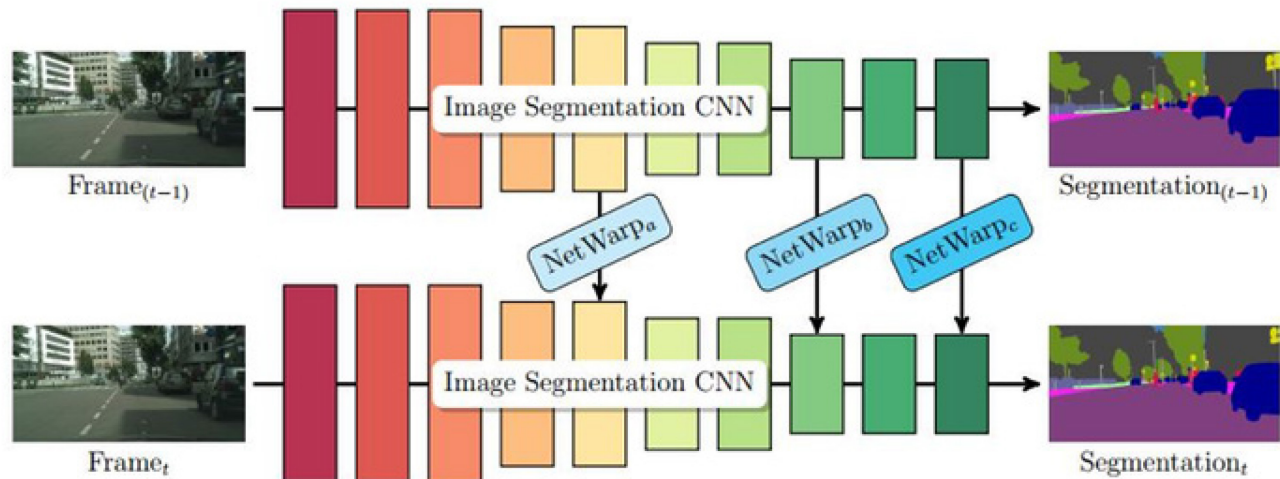 Image Segmentation CNN
Frame(t−1)
Segmentation(t−1)
NetWarpa
NetWarpb
NetWarpc
Image Segmentation CNN
Framet
Segmentationt